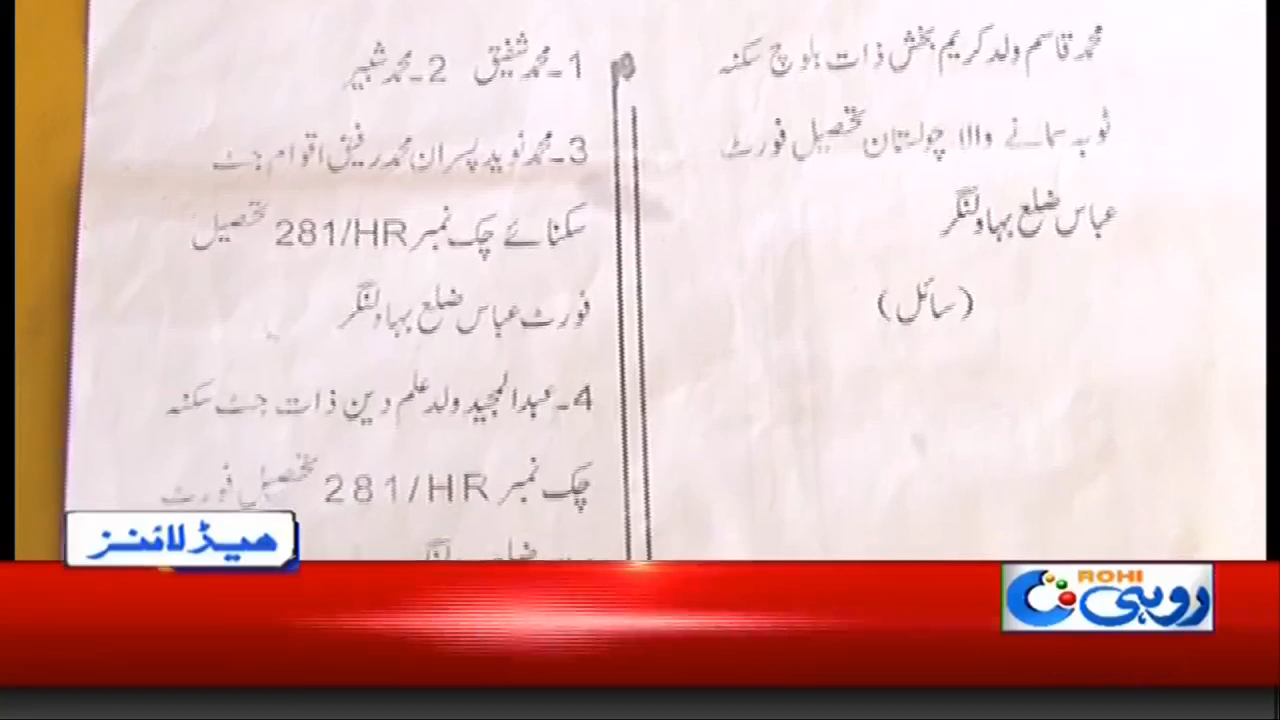 محمد قاسم ولد کریم بخش ذات بلوچ سکنہ
ٹوبہ سمانے والا چولستان تحصیل فورٹ
عباس ضلع بہاولنگر
(سائل)
1۔محمد شفیق 2۔محمد شبیر
3۔محمد نوید پسران محمد رفیق اقوام جٹ
سکنائے چک نمبر 281/HR تحصیل
فورٹ عباس ضلع بہاولنگر
4۔عبدالمجید ولد علم دین ذات جٹ سکنہ
چک نمبر 281/HR تحصیل فورٹ
ہیڈ لائنز
ROHI
روہی